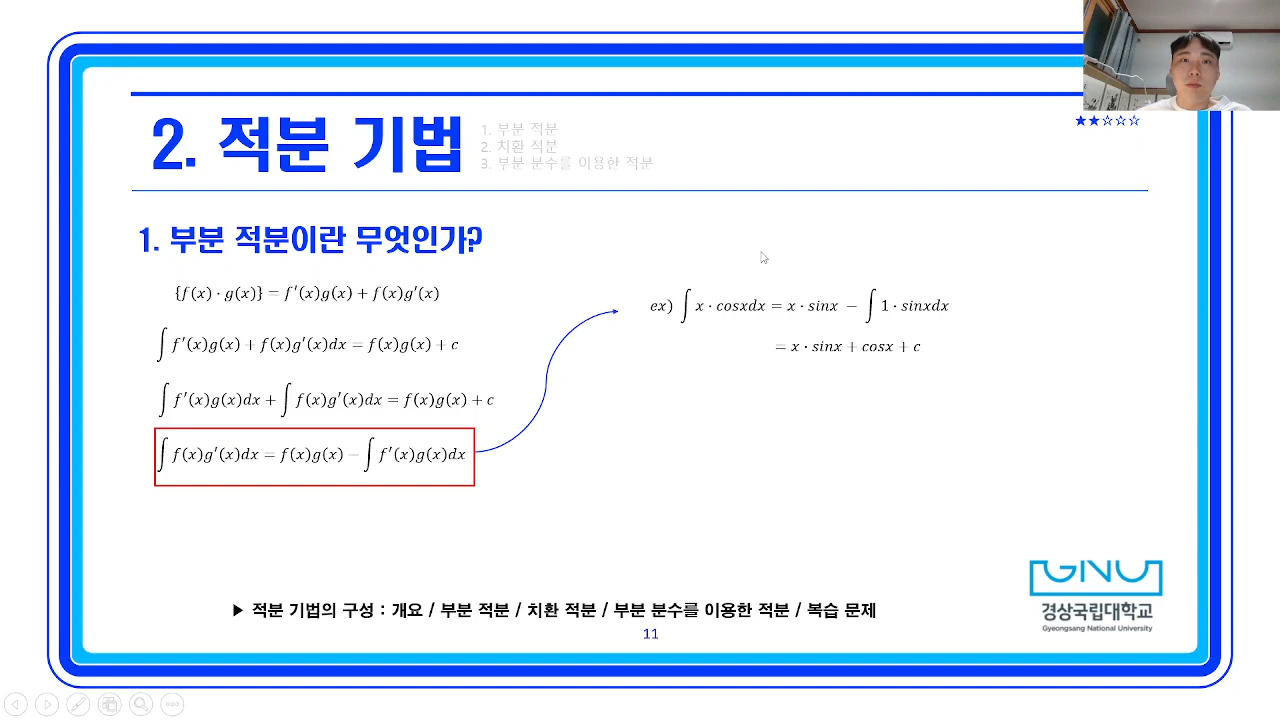 2. 적분 기법
1. 부분 적분
2. 치환 적분
3. 부분 분수를 이용한 적분
★★☆☆☆
1. 부분 적분이란 무엇인가?
{f(x) · g(x)} = f′(x)g(x) + f(x)g′(x)
∫ f′(x)g(x) + f(x)g′(x)dx = f(x)g(x) + c
∫ f′(x)g(x)dx + ∫ f(x)g′(x)dx = f(x)g(x) + c
∫ f(x)g′(x)dx = f(x)g(x) − ∫ f′(x)g(x)dx
ex) ∫ x · cosxdx = x · sinx − ∫ 1 · sinxdx
= x · sinx + cosx + c
▶ 적분 기법의 구성 : 개요 / 부분 적분 / 치환 적분 / 부분 분수를 이용한 적분 / 복습 문제
11
GNU
경상국립대학교
Gyeongsang National University